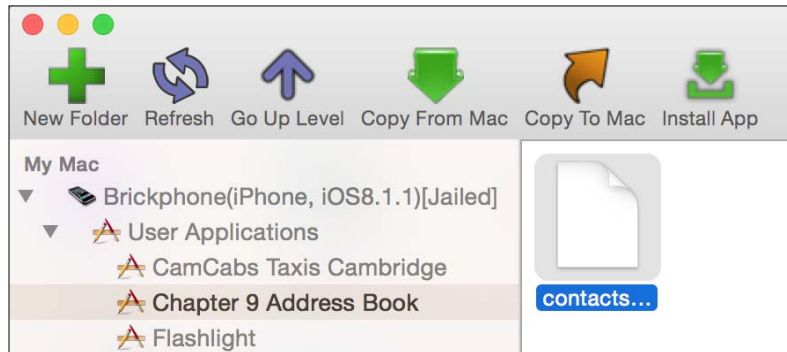 New Folder Refresh Go Up Level Copy From Mac Copy To Mac Install App
My Mac
Brickphone(iPhone, iOS8.1.1)[Jailed]
User Applications
CamCabs Taxis Cambridge
Chapter 9 Address Book
Flashlight
contacts...